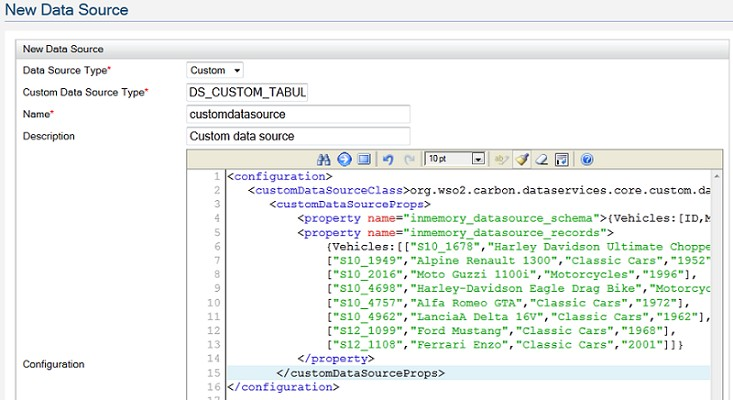 New Data Source
New Data Source
Data Source Type* Custom
Custom Data Source Type* DS_CUSTOM_TABUL
Name* customdatasource
Description Custom data source
10 pt
1 <configuration>
2 <customDataSourceClass>org.wso2.carbon.dataservices.core.custom.da
3 <customDataSourceProps>
4 <property name="inmemory_datasource_schema">{Vehicles:[ID,M
5 <property name="inmemory_datasource_records">
6 {Vehicles:[["S10_1678","Harley Davidson Ultimate Choppe
7 ["S10_1949","Alpine Renault 1300","Classic Cars","1952"
8 ["S10_2016","Moto Guzzi 1100i","Motorcycles","1996"],
9 ["S10_4698","Harley-Davidson Eagle Drag Bike","Motorcyc
10 ["S10_4757","Alfa Romeo GTA","Classic Cars","1972"],
11 ["S10_4962","LanciaA Delta 16V","Classic Cars","1962"],
12 ["S12_1099","Ford Mustang","Classic Cars","1968"],
13 ["S12_1108","Ferrari Enzo","Classic Cars","2001"]]}
14 </property>
Configuration
15 </customDataSourceProps>
16 </configuration>